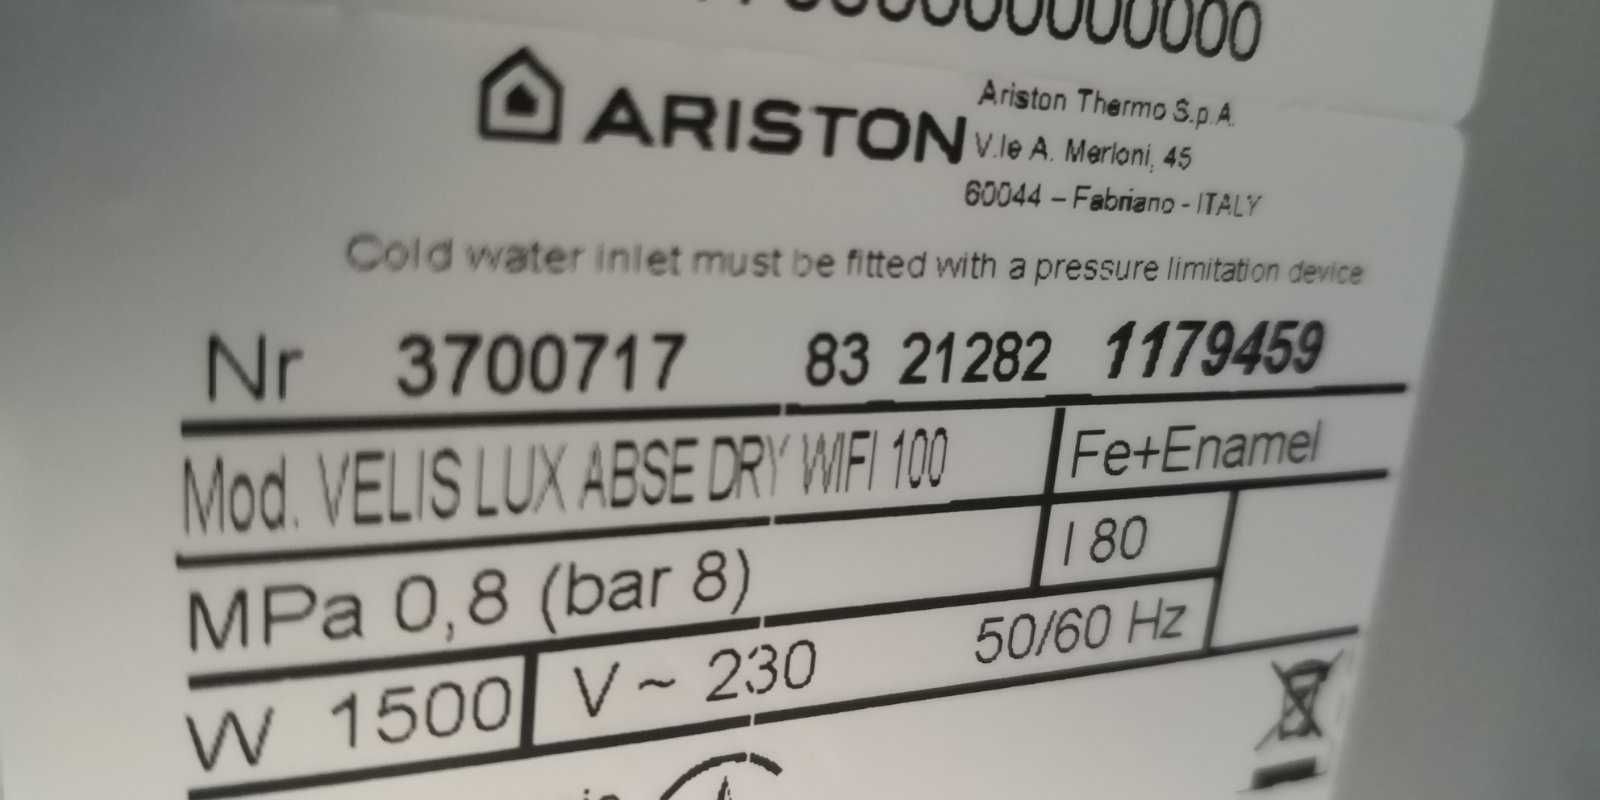 ARISTON
Ariston Thermo S.p.A.
V.le A. Merloni, 45
60044 – Fabriano - ITALY
Cold water inlet must be fitted with a pressure limitation device
Nr 3700717 83 21282 1179459
Mod. VELIS LUX ABSE DRY WIFI 100 Fe+Enamel
MPa 0,8 (bar 8) l 80
W 1500 V ~ 230 50/60 Hz